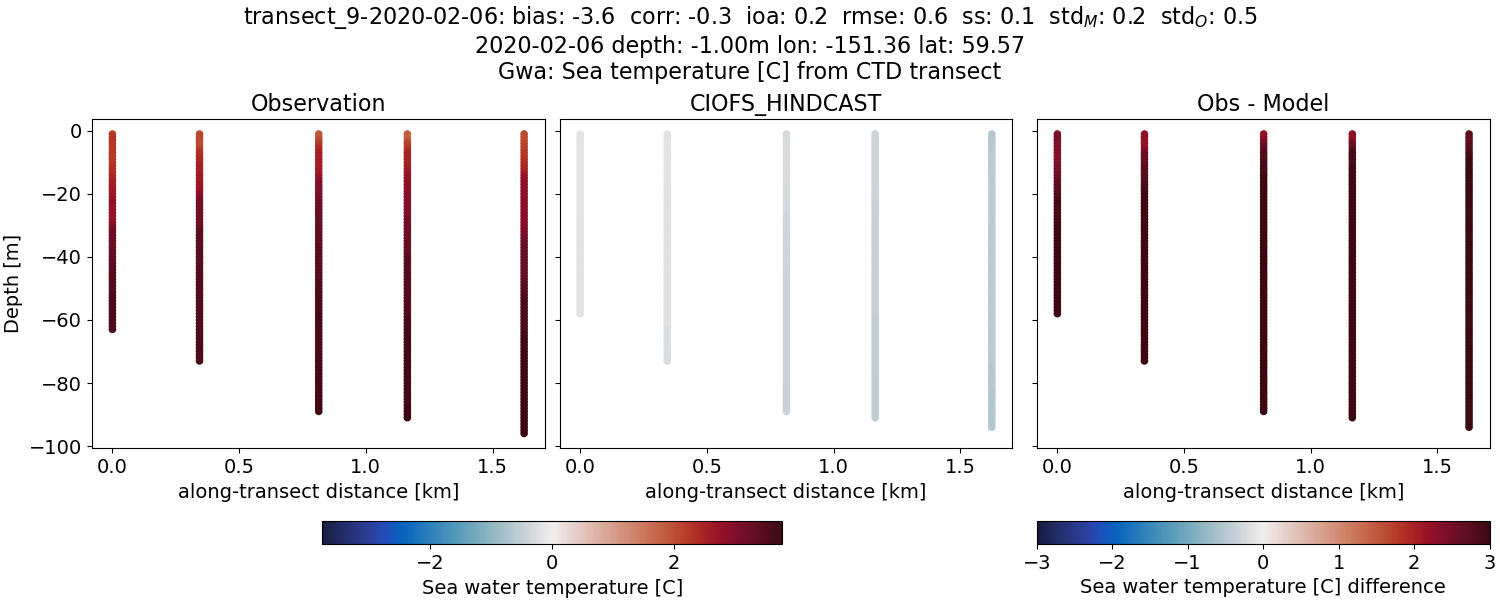 transect_9-2020-02-06: bias: -3.6  corr: -0.3  ioa: 0.2  rmse: 0.6  ss: 0.1  std_M: 0.2  std_O: 0.5
2020-02-06 depth: -1.00m lon: -151.36 lat: 59.57
Gwa: Sea temperature [C] from CTD transect
Observation
CIOFS_HINDCAST
Obs - Model
Depth [m]
0
−20
−40
−60
−80
−100
0.0 0.5 1.0 1.5
0.0 0.5 1.0 1.5
0.0 0.5 1.0 1.5
along-transect distance [km]
along-transect distance [km]
along-transect distance [km]
−2 0 2
−3 −2 −1 0 1 2 3
Sea water temperature [C]
Sea water temperature [C] difference